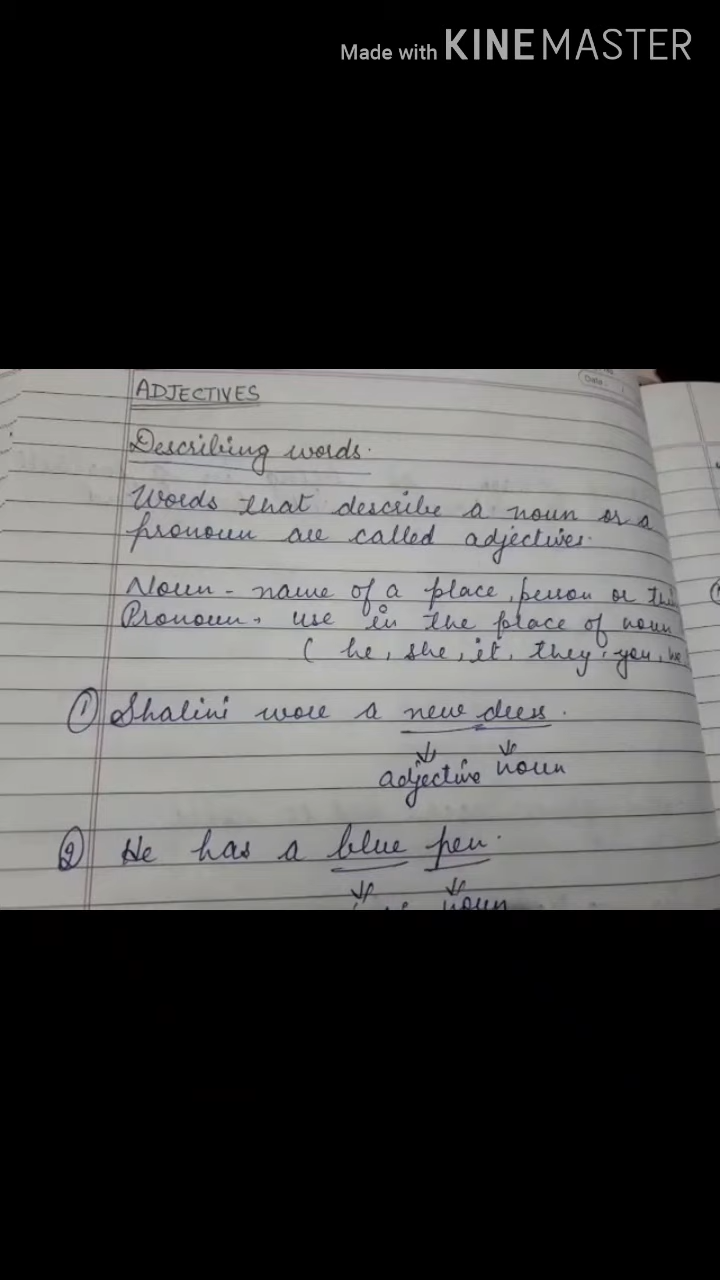 Made with KINEMASTER
Date:
ADJECTIVES
Describing words.
Words that describe a noun or a
pronoun are called adjectives.
Noun - name of a place, person or
Pronoun - use in the place of noun
( he, she, it, they, you,
① Shalini wore a new dress.
adjective noun
② He has a blue pen.
noun